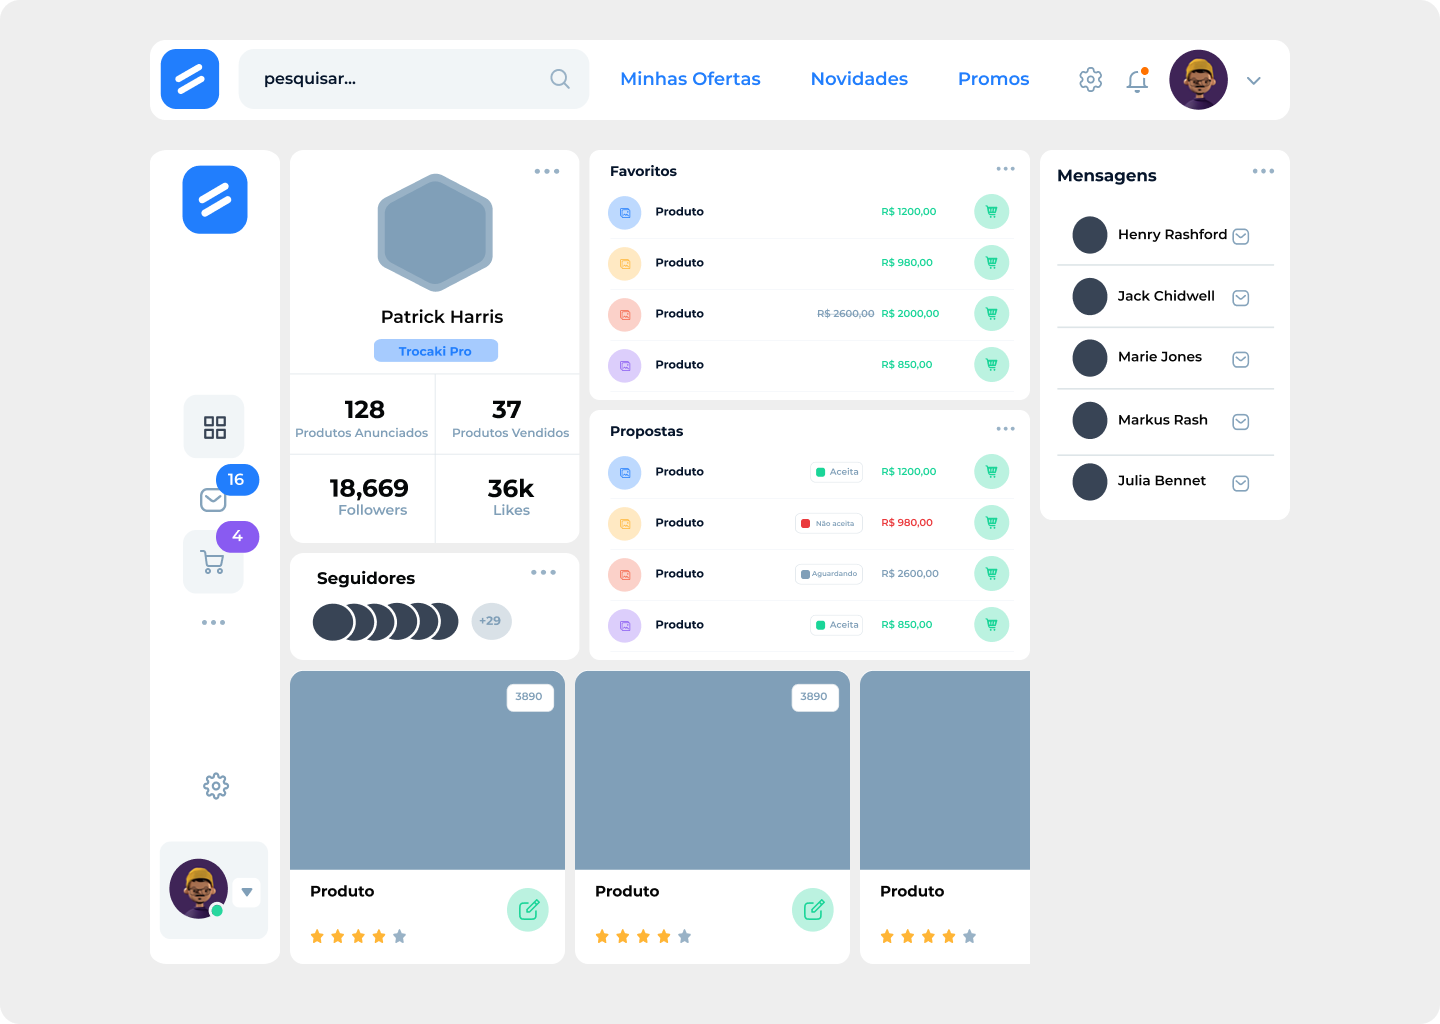 pesquisar...
Minhas Ofertas
Novidades
Promos
16
4
Patrick Harris
Trocaki Pro
128
Produtos Anunciados
37
Produtos Vendidos
18,669
Followers
36k
Likes
Seguidores
+29
Favoritos
Produto R$ 1200,00
Produto R$ 980,00
Produto R$ 2600,00 R$ 2000,00
Produto R$ 850,00
Propostas
Produto Aceita R$ 1200,00
Produto Não aceita R$ 980,00
Produto Aguardando R$ 2600,00
Produto Aceita R$ 850,00
Mensagens
Henry Rashford
Jack Chidwell
Marie Jones
Markus Rash
Julia Bennet
3890
Produto
3890
Produto
Produto